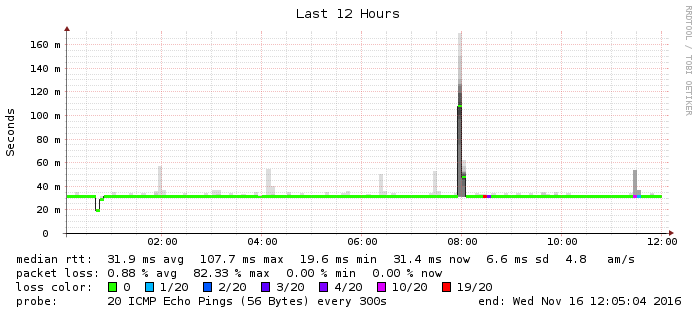 Last 12 Hours
RRDTOOL / TOBI OETIKER
Seconds
160 m
140 m
120 m
100 m
80 m
60 m
40 m
20 m
0
02:00 04:00 06:00 08:00 10:00 12:00
median rtt: 31.9 ms avg 107.7 ms max 19.6 ms min 31.4 ms now 6.6 ms sd 4.8 am/s
packet loss: 0.88 % avg 82.33 % max 0.00 % min 0.00 % now
loss color: 0 1/20 2/20 3/20 4/20 10/20 19/20
probe: 20 ICMP Echo Pings (56 Bytes) every 300s end: Wed Nov 16 12:05:04 2016